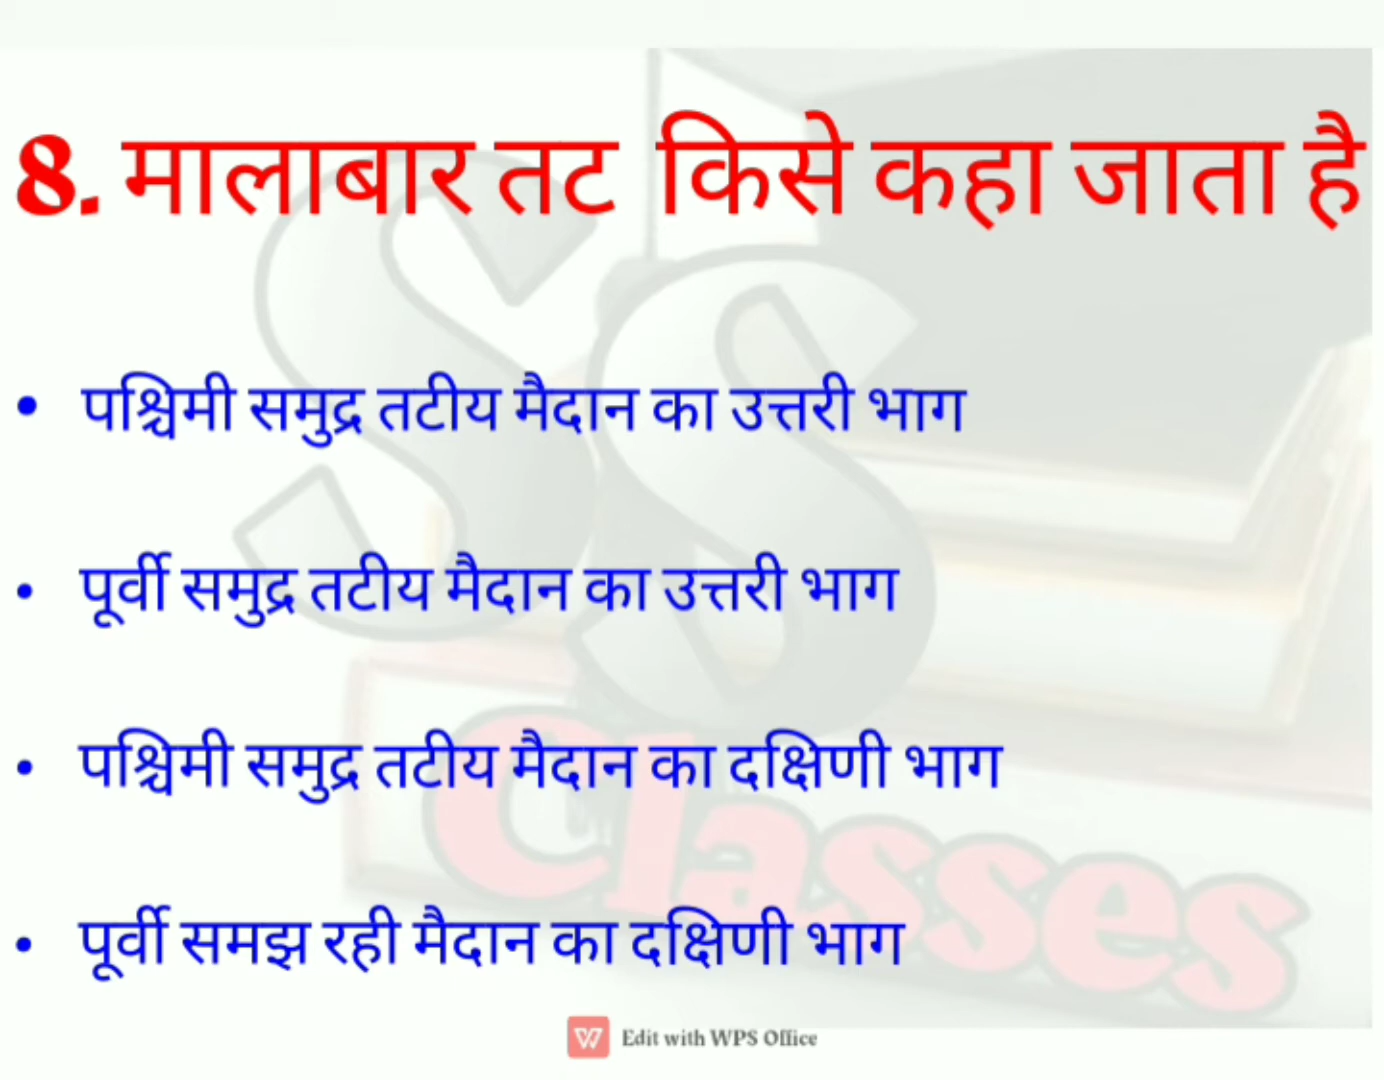 8. मालाबार तट किसे कहा जाता है
• पश्चिमी समुद्र तटीय मैदान का उत्तरी भाग
• पूर्वी समुद्र तटीय मैदान का उत्तरी भाग
• पश्चिमी समुद्र तटीय मैदान का दक्षिणी भाग
• पूर्वी समझ रही मैदान का दक्षिणी भाग
SS
Classes
Edit with WPS Office